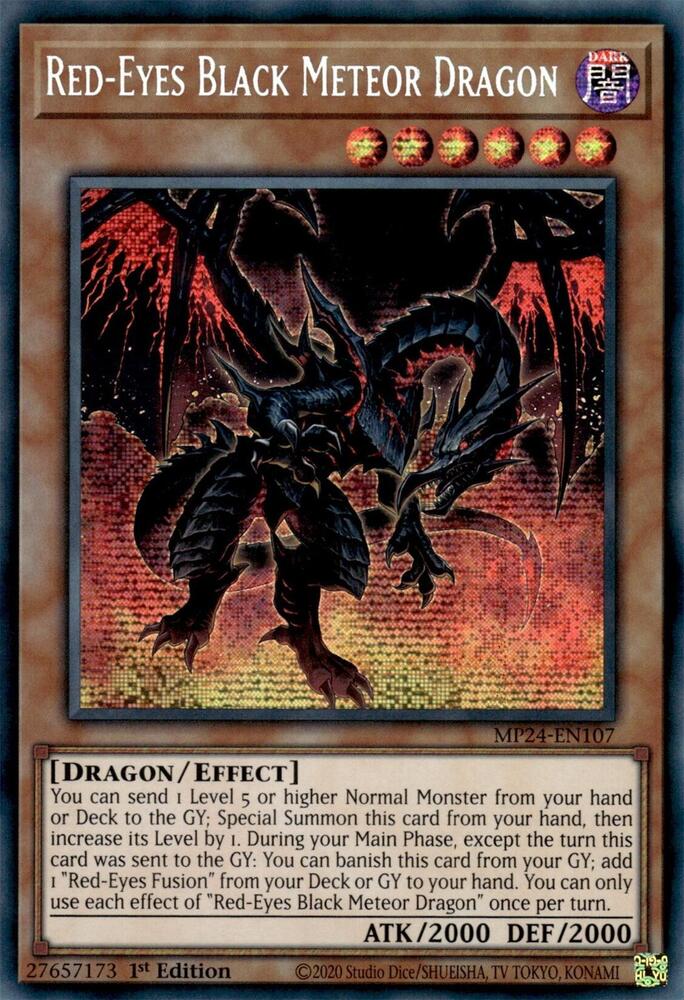 RED-EYES BLACK METEOR DRAGON
DARK
闇
MP24-EN107
[DRAGON/EFFECT]
You can send 1 Level 5 or higher Normal Monster from your hand
or Deck to the GY; Special Summon this card from your hand, then
increase its Level by 1. During your Main Phase, except the turn this
card was sent to the GY: You can banish this card from your GY; add
1 "Red-Eyes Fusion" from your Deck or GY to your hand. You can only
use each effect of "Red-Eyes Black Meteor Dragon" once per turn.
ATK/2000 DEF/2000
27657173 1st Edition ©2020 Studio Dice/SHUEISHA, TV TOKYO, KONAMI